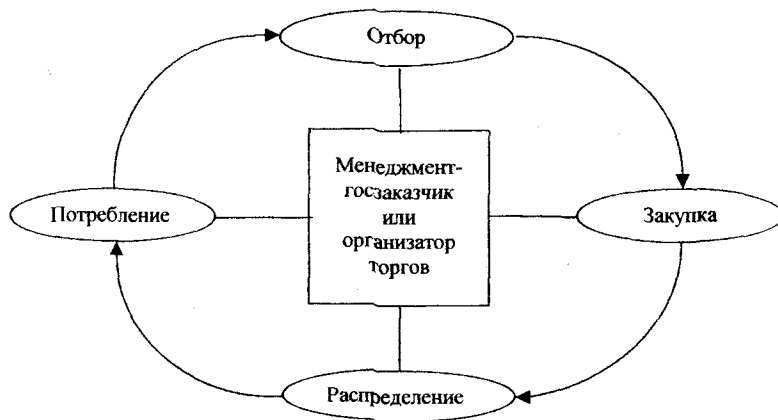 Отбор
Менеджмент-
госзаказчик
или
организатор
торгов
Потребление
Закупка
Распределение